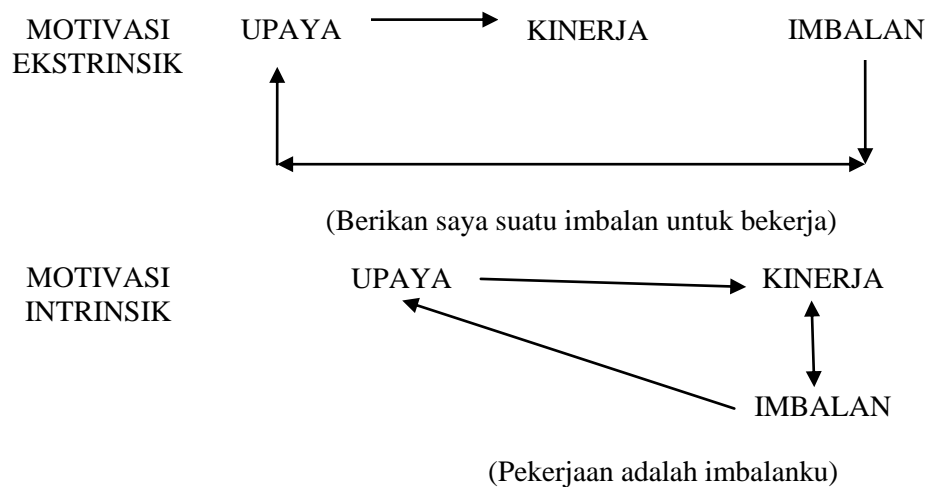 MOTIVASI
EKSTRINSIK
UPAYA
KINERJA
IMBALAN
(Berikan saya suatu imbalan untuk bekerja)
MOTIVASI
INTRINSIK
UPAYA
KINERJA
IMBALAN
(Pekerjaan adalah imbalanku)